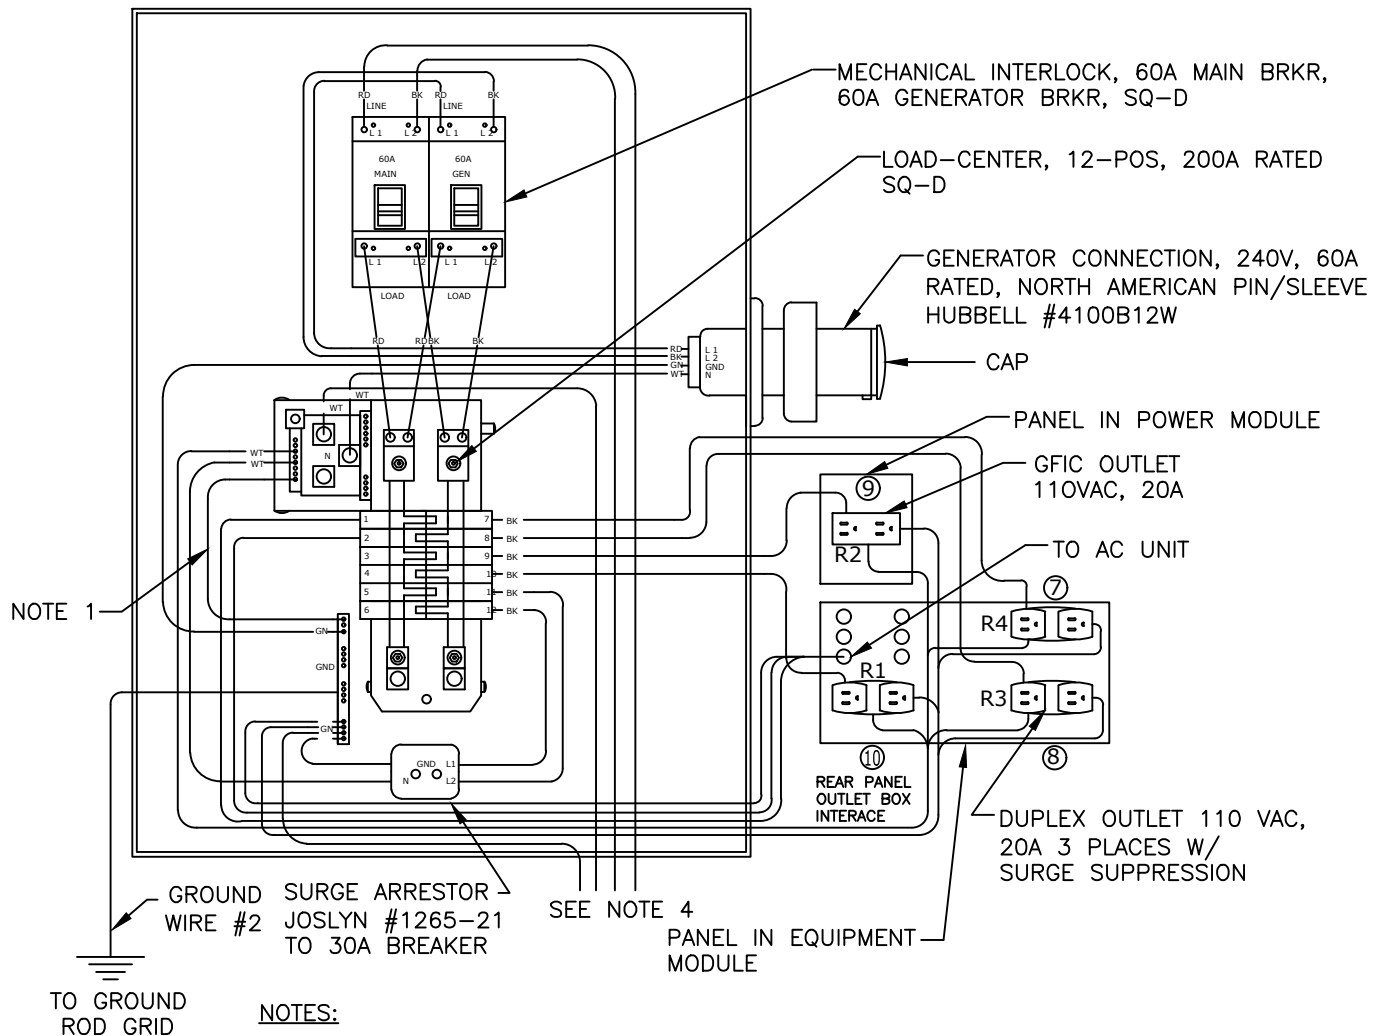 MECHANICAL INTERLOCK, 60A MAIN BRKR,
60A GENERATOR BRKR, SQ-D
RD
BK
RD
BK
LINE
LINE
L 1
L 2
L 1
L 2
60A
MAIN
60A
GEN
LOAD-CENTER, 12-POS, 200A RATED
SQ-D
L 1
L 2
L 1
L 2
LOAD
LOAD
GENERATOR CONNECTION, 240V, 60A
RATED, NORTH AMERICAN PIN/SLEEVE
HUBBELL #4100B12W
RD
RD
BK
BK
RD
BK
GN
WT
L 1
L 2
GND
N
CAP
WT
WT
N
WT
WT
PANEL IN POWER MODULE
GFIC OUTLET
110VAC, 20A
9
R2
TO AC UNIT
1
2
3
4
5
6
7
8
9
10
11
12
BK
BK
BK
BK
BK
BK
NOTE 1
GN
GND
GN
7
R4
R1
R3
8
10
REAR PANEL
OUTLET BOX
INTERACE
GND
L1
N
L2
DUPLEX OUTLET 110 VAC,
20A 3 PLACES W/
SURGE SUPPRESSION
GROUND
WIRE #2
SURGE ARRESTOR
JOSLYN #1265-21
TO 30A BREAKER
SEE NOTE 4
PANEL IN EQUIPMENT
MODULE
TO GROUND
ROD GRID
NOTES: